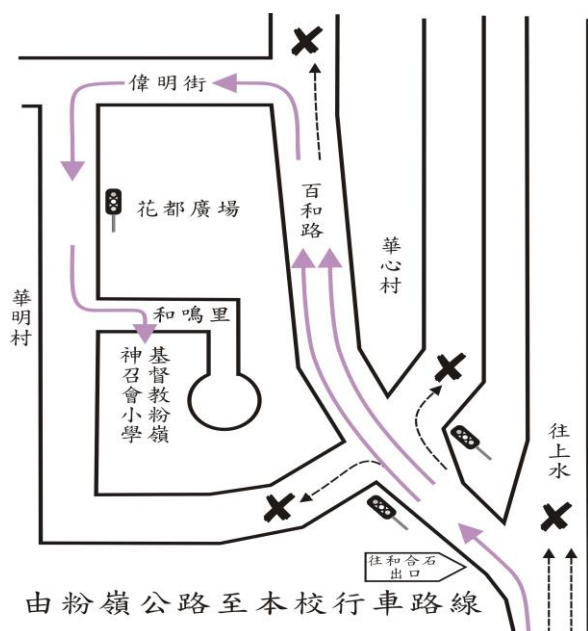 偉明街
花都廣場
百和路
華心村
華明村
和鳴里
基督教粉嶺
神召會小學
往上水
往和合石
出口
由粉嶺公路至本校行車路線